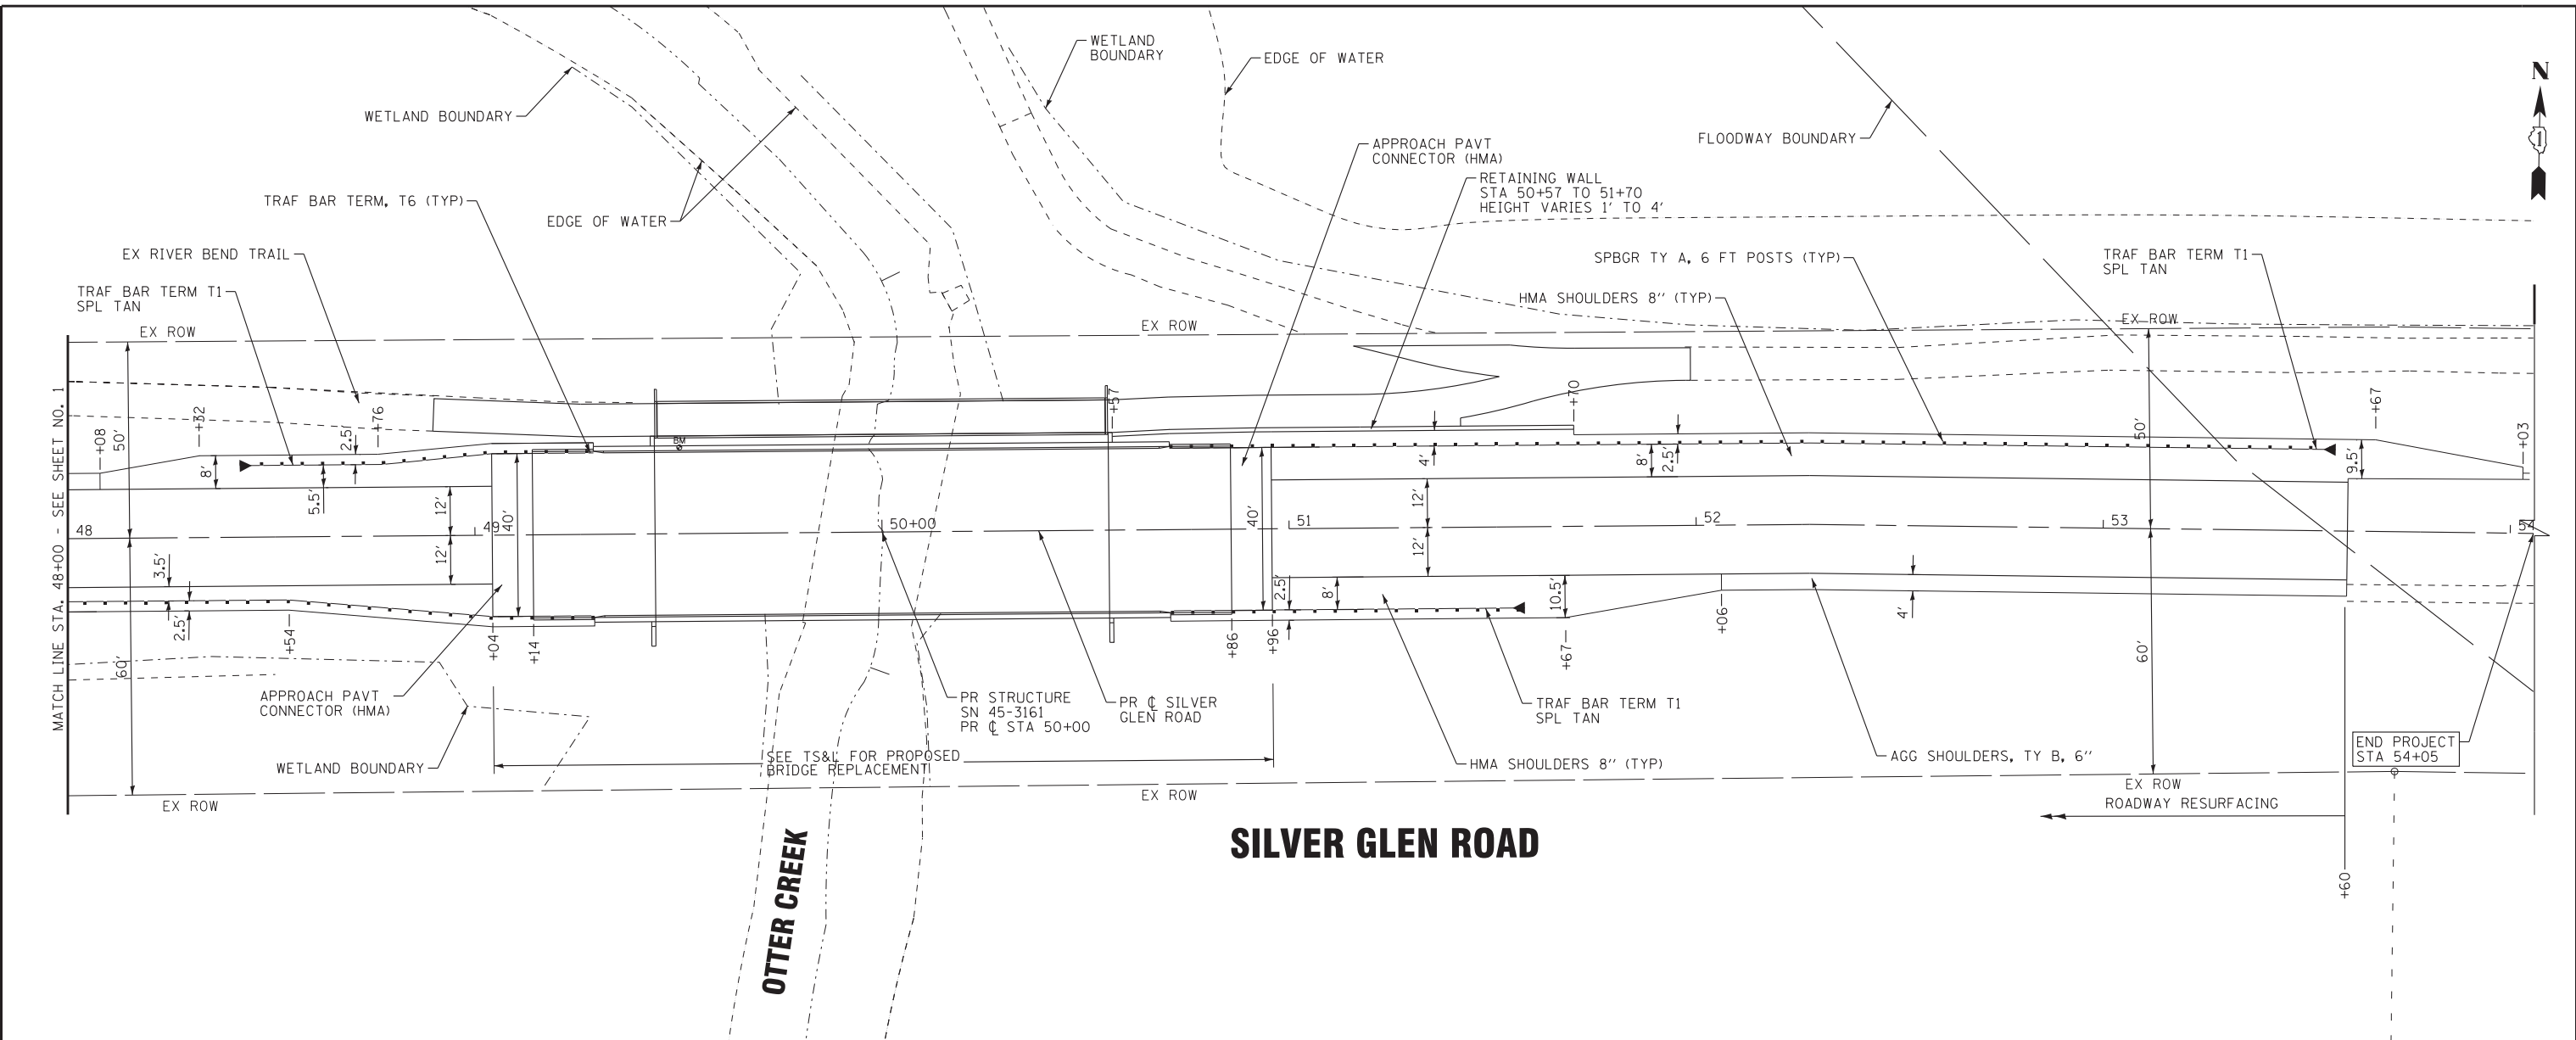 WETLAND
BOUNDARY
EDGE OF WATER
N
1
WETLAND BOUNDARY
FLOODWAY BOUNDARY
APPROACH PAVT
CONNECTOR (HMA)
RETAINING WALL
STA 50+57 TO 51+70
HEIGHT VARIES 1' TO 4'
TRAF BAR TERM, T6 (TYP)
EDGE OF WATER
EX RIVER BEND TRAIL
SPBGR TY A, 6 FT POSTS (TYP)
TRAF BAR TERM T1
SPL TAN
TRAF BAR TERM T1
SPL TAN
HMA SHOULDERS 8'' (TYP)
EX ROW
EX ROW
EX ROW
MATCH LINE STA. 48+00 - SEE SHEET NO. 1
+08
50'
+32
+76
2.5'
8'
5.5'
12'
40'
BM
+57
+70
4'
8'
2.5'
50'
+67
9.5'
+03
48
49
50+00
40'
51
12'
52
53
54
3.5'
12'
12'
2.5'
8'
10.5'
4'
2.5'
+54
+04
+14
+86
+96
+67
+06
60'
60'
APPROACH PAVT
CONNECTOR (HMA)
PR STRUCTURE
SN 45-3161
PR ℄ STA 50+00
PR ℄ SILVER
GLEN ROAD
TRAF BAR TERM T1
SPL TAN
WETLAND BOUNDARY
SEE TS&L FOR PROPOSED
BRIDGE REPLACEMENT
HMA SHOULDERS 8'' (TYP)
AGG SHOULDERS, TY B, 6''
END PROJECT
STA 54+05
EX ROW
EX ROW
EX ROW
ROADWAY RESURFACING
+60
SILVER GLEN ROAD
OTTER CREEK